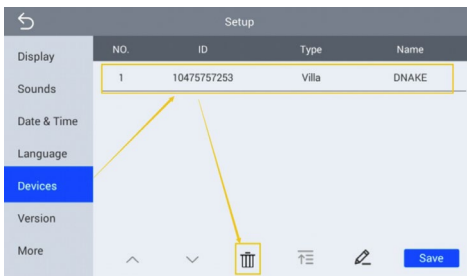 Setup
Display
Sounds
Date & Time
Language
Devices
Version
More
NO. ID Type Name
1 10475757253 Villa DNAKE
Save